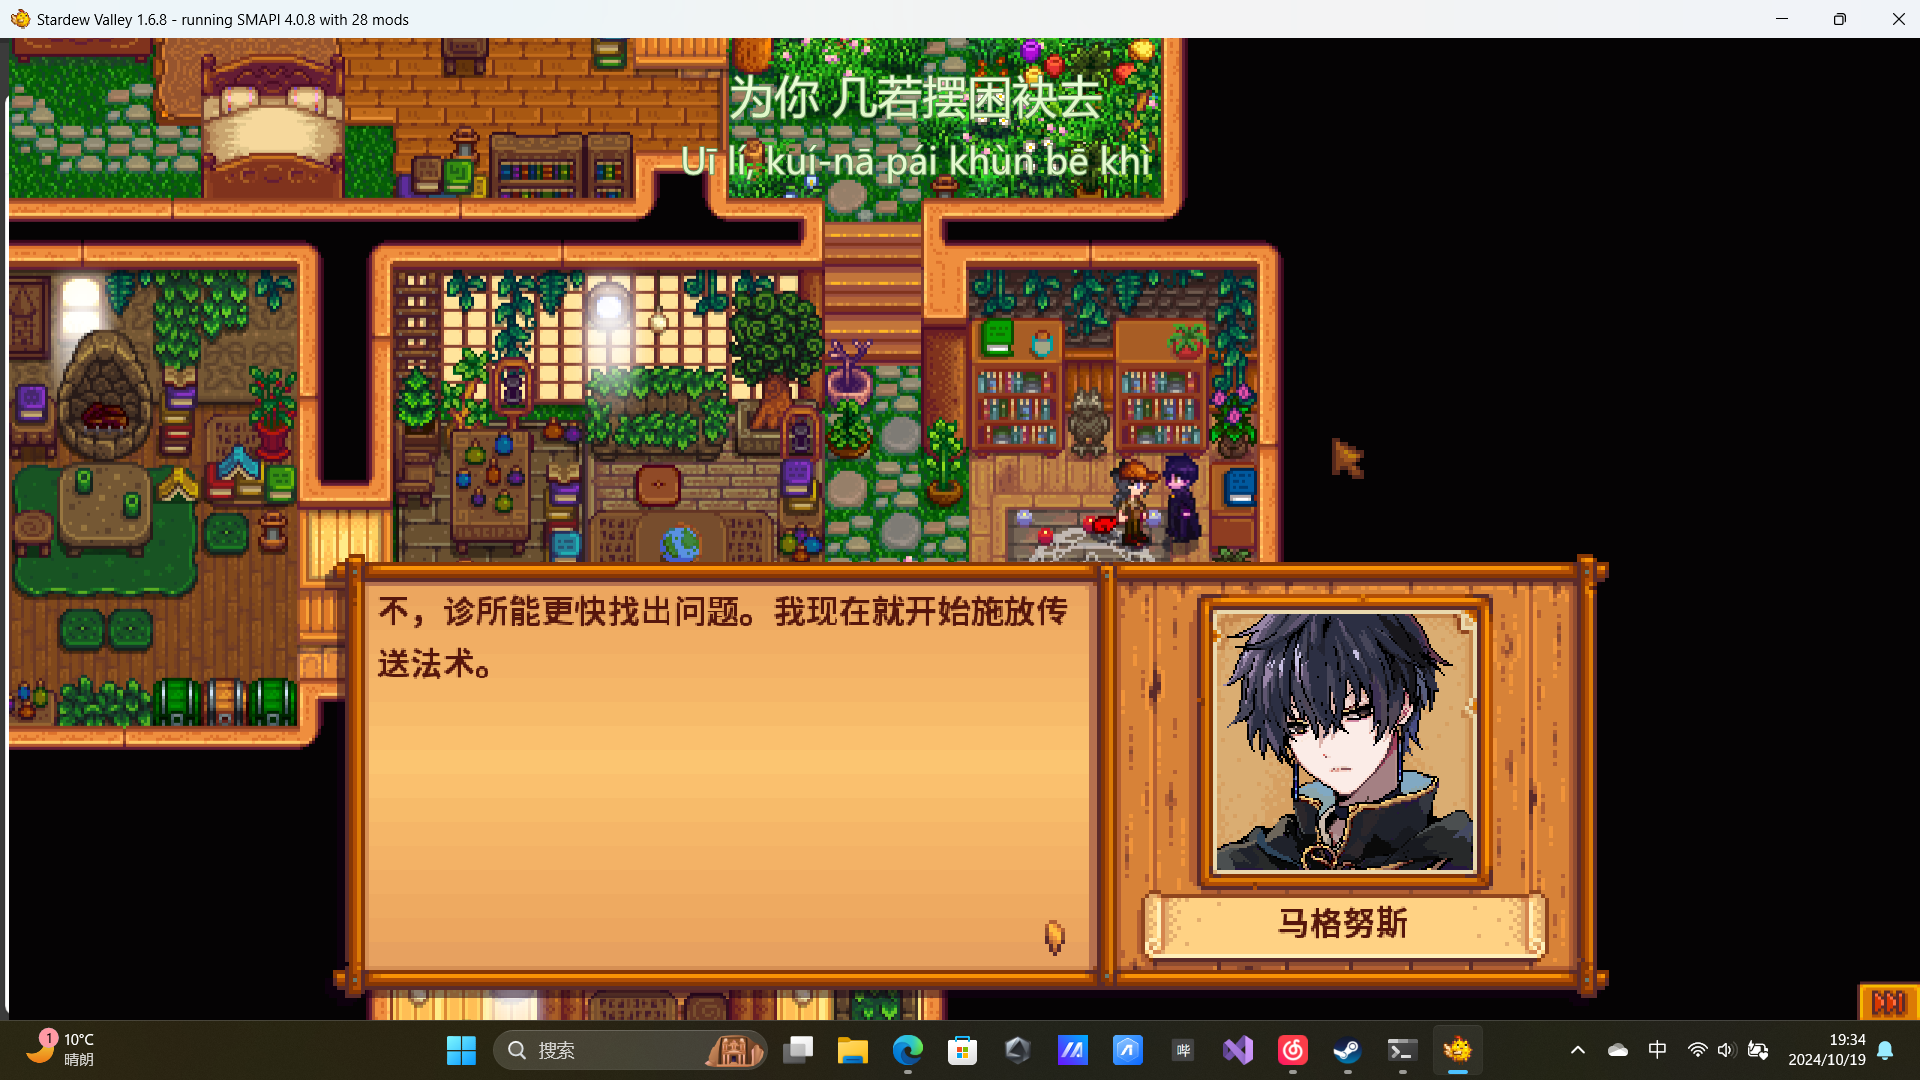 Stardew Valley 1.6.8 - running SMAPI 4.0.8 with 28 mods
为你 几若摆困袂去
Uī lí, kuí-nā pái khùn bē khì
不，诊所能更快找出问题。我现在就开始施放传
送法术。
马格努斯
1
10°C
晴朗
搜索
哔
中
19:34
2024/10/19